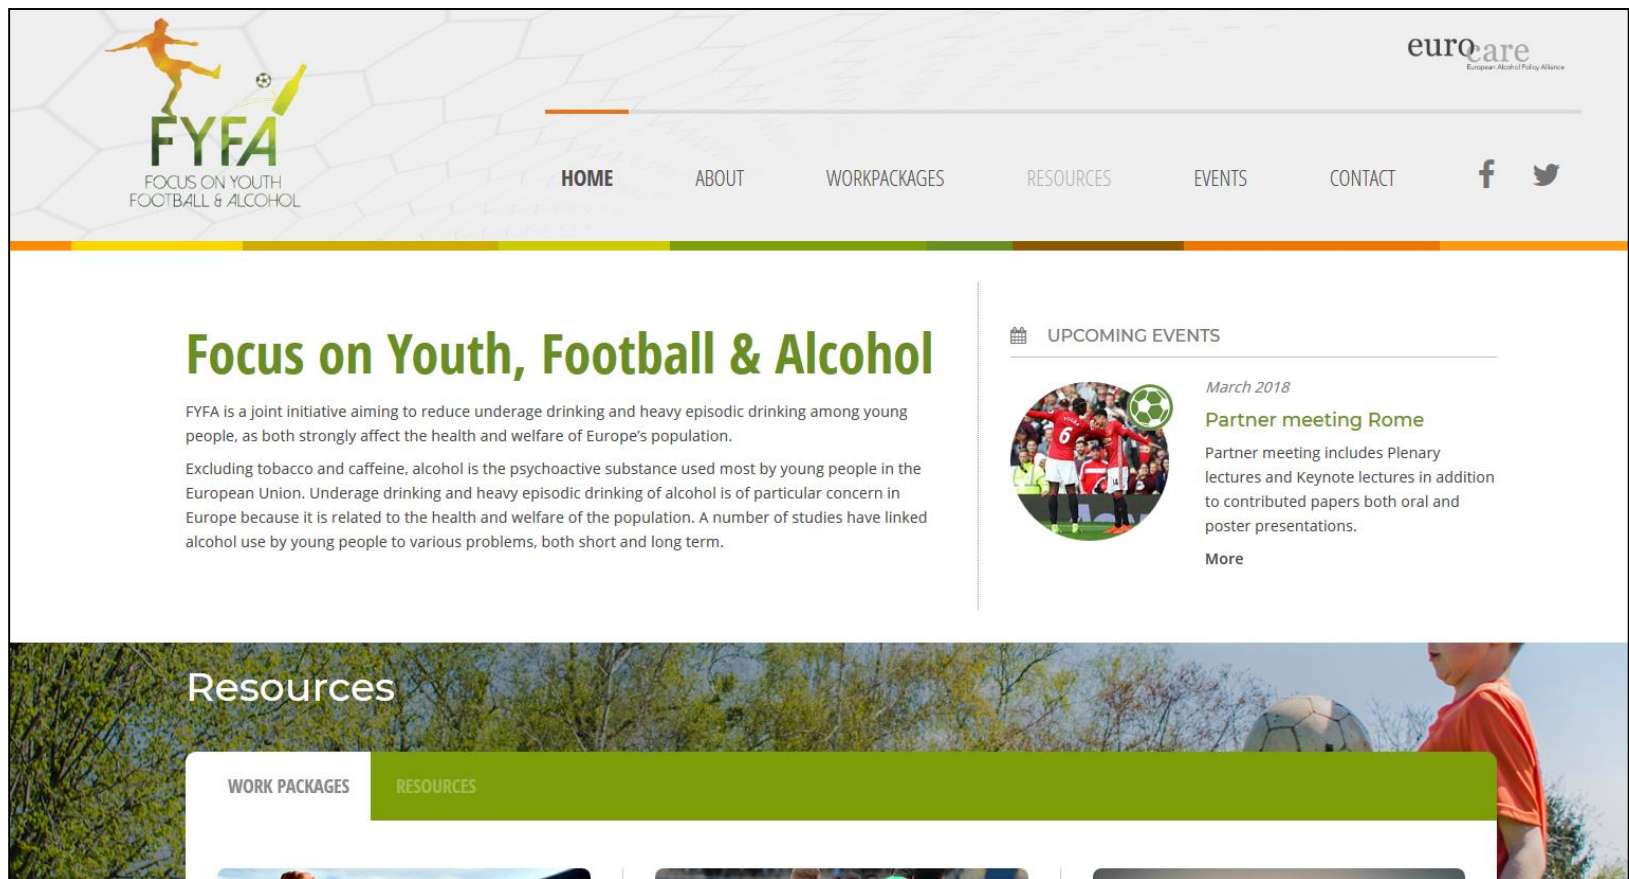 eurocare
European Alcohol Policy Alliance
FYFA
FOCUS ON YOUTH
FOOTBALL & ALCOHOL
HOME ABOUT WORKPACKAGES RESOURCES EVENTS CONTACT
Focus on Youth, Football & Alcohol
FYFA is a joint initiative aiming to reduce underage drinking and heavy episodic drinking among young
people, as both strongly affect the health and welfare of Europe’s population.
Excluding tobacco and caffeine, alcohol is the psychoactive substance used most by young people in the
European Union. Underage drinking and heavy episodic drinking of alcohol is of particular concern in
Europe because it is related to the health and welfare of the population. A number of studies have linked
alcohol use by young people to various problems, both short and long term.
UPCOMING EVENTS
6
March 2018
Partner meeting Rome
Partner meeting includes Plenary
lectures and Keynote lectures in addition
to contributed papers both oral and
poster presentations.
More
Resources
WORK PACKAGES RESOURCES